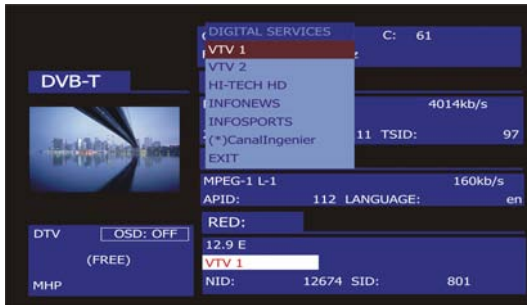 DIGITAL SERVICES
C: 61
VTV 1
VTV 2
HI-TECH HD
INFONEWS
INFOSPORTS
(*)CanalIngenier
EXIT
DVB-T
4014kb/s
11 TSID: 97
MPEG-1 L-1 160kb/s
APID: 112 LANGUAGE: en
RED:
12.9 E
VTV 1
NID: 12674 SID: 801
DTV OSD: OFF
(FREE)
MHP